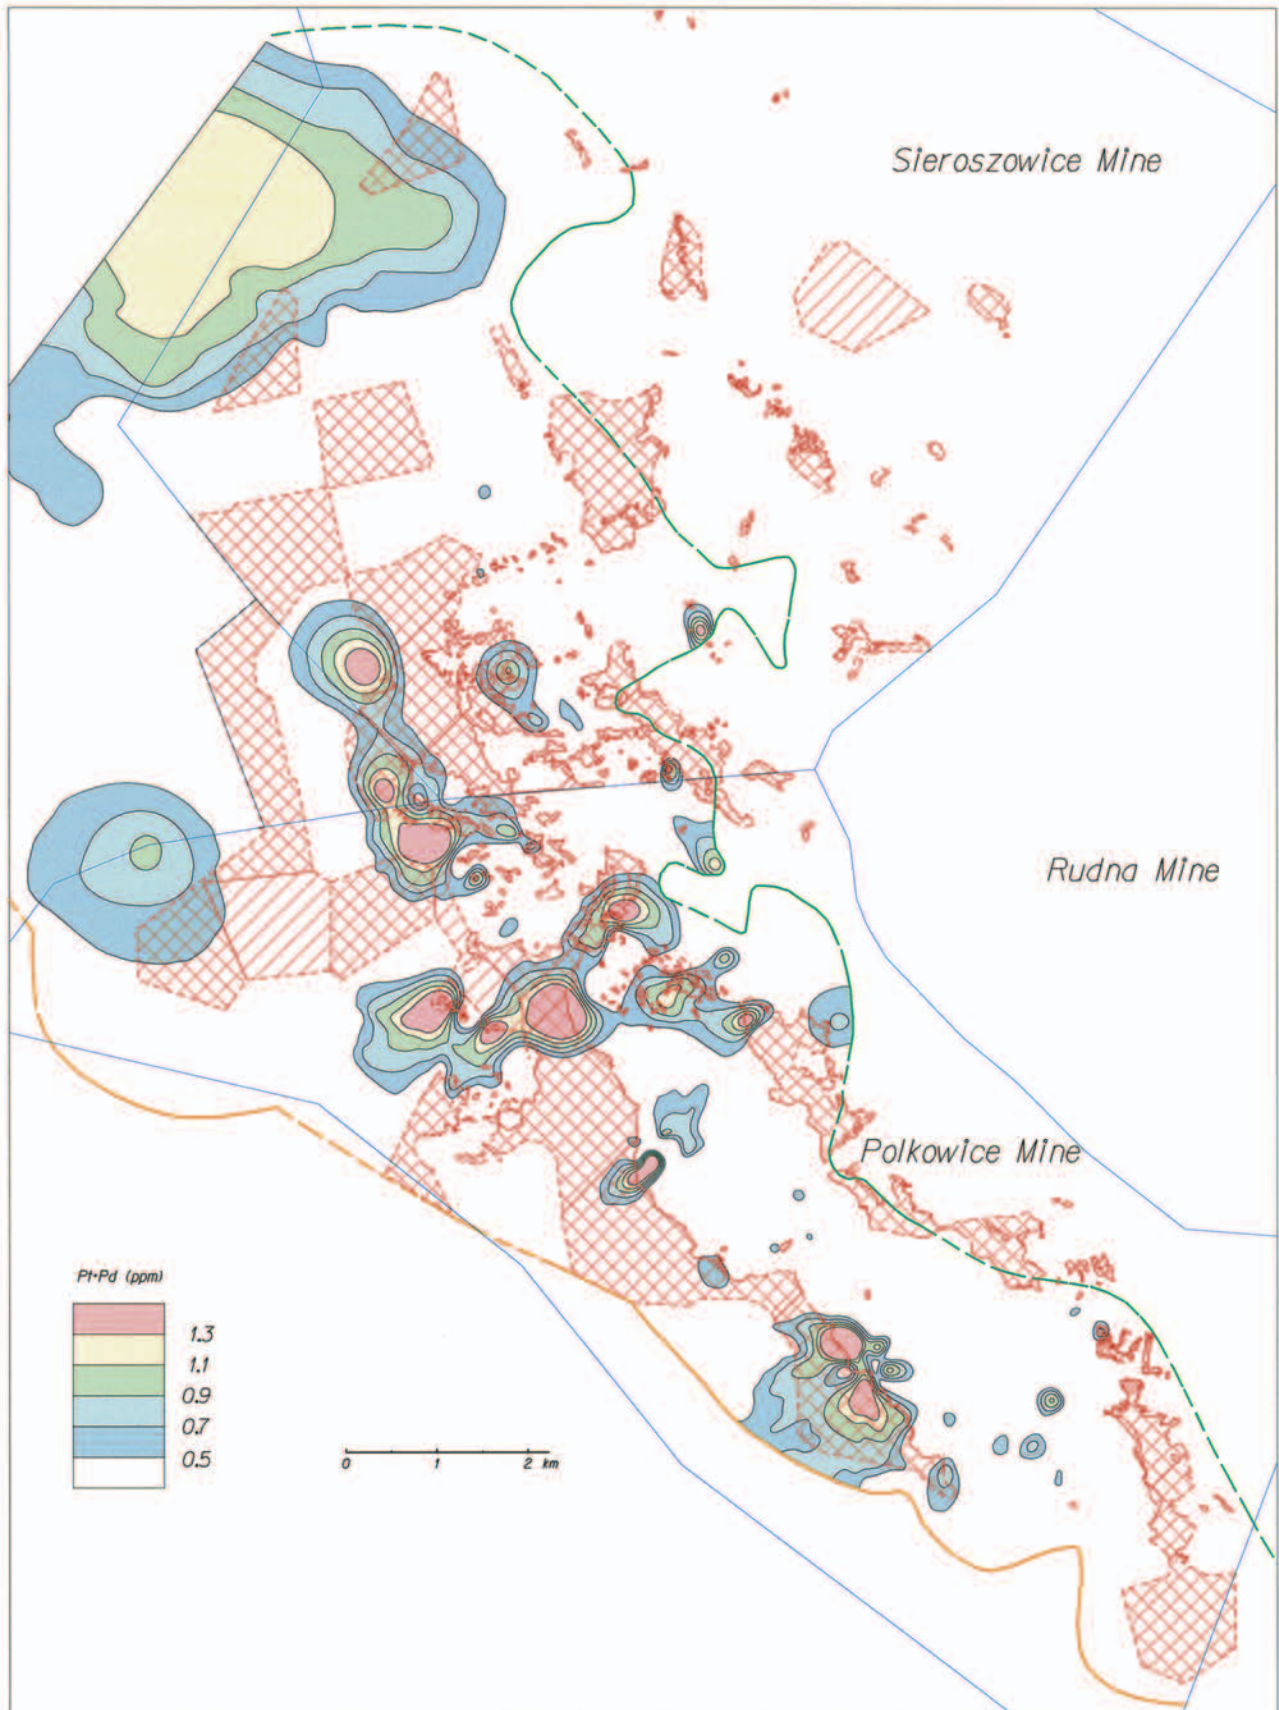 Sieroszowice Mine
Rudna Mine
Polkowice Mine
Pt+Pd (ppm)
1.3
1.1
0.9
0.7
0.5
0 1 2 km